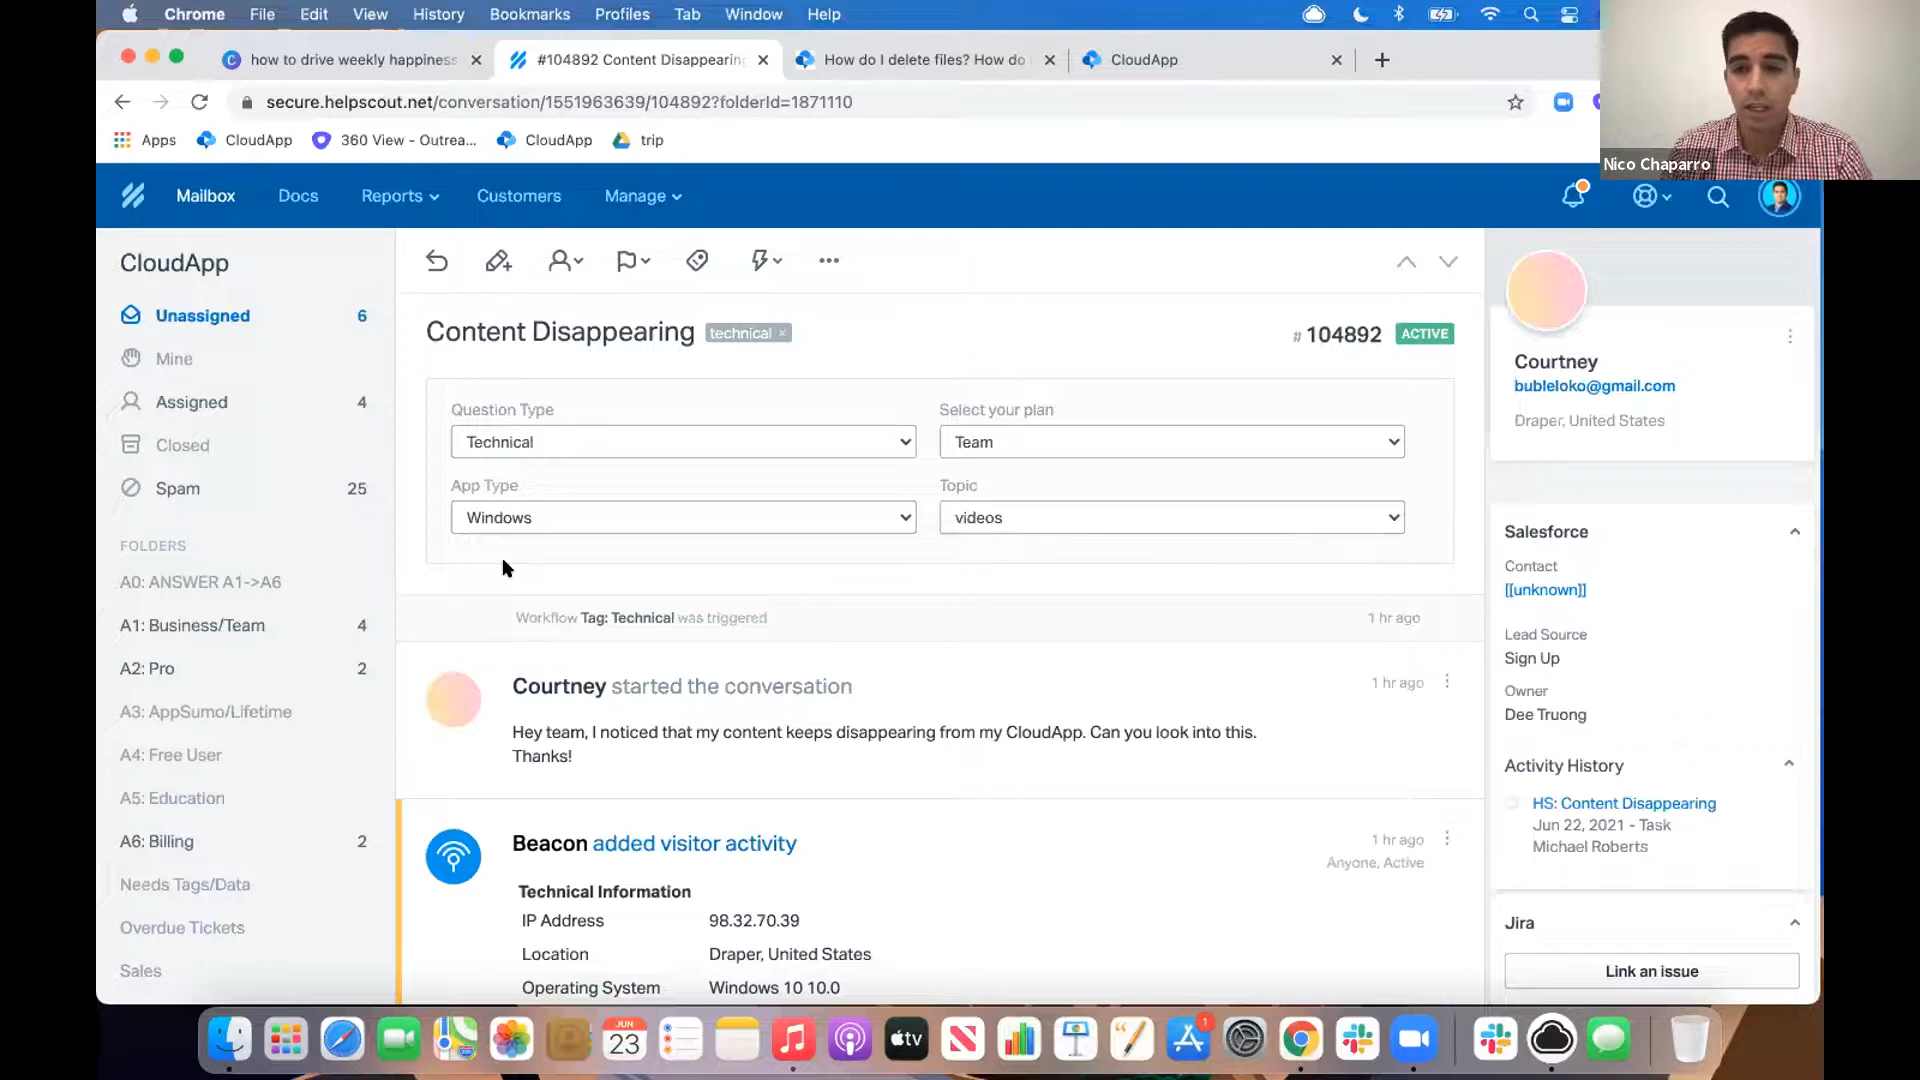 Chrome File Edit View History Bookmarks Profiles Tab Window Help
how to drive weekly happiness
#104892 Content Disappearing
How do I delete files? How do
CloudApp
secure.helpscout.net/conversation/1551963639/104892?folderId=1871110
Apps CloudApp 360 View - Outrea... CloudApp trip
Nico Chaparro
Mailbox Docs Reports Customers Manage
CloudApp
Unassigned 6
Mine
Assigned 4
Closed
Spam 25
FOLDERS
A0: ANSWER A1->A6
A1: Business/Team 4
A2: Pro 2
A3: AppSumo/Lifetime
A4: Free User
A5: Education
A6: Billing 2
Needs Tags/Data
Overdue Tickets
Sales
Content Disappearing technical ×
# 104892 ACTIVE
Question Type
Technical
Select your plan
Team
App Type
Windows
Topic
videos
Workflow Tag: Technical was triggered 1 hr ago
Courtney started the conversation 1 hr ago
Hey team, I noticed that my content keeps disappearing from my CloudApp. Can you look into this.
Thanks!
Beacon added visitor activity 1 hr ago
Anyone, Active
Technical Information
IP Address 98.32.70.39
Location Draper, United States
Operating System Windows 10 10.0
Courtney
bubleloko@gmail.com
Draper, United States
Salesforce
Contact
[[unknown]]
Lead Source
Sign Up
Owner
Dee Truong
Activity History
HS: Content Disappearing
Jun 22, 2021 - Task
Michael Roberts
Jira
Link an issue
JUN
23
tv
1